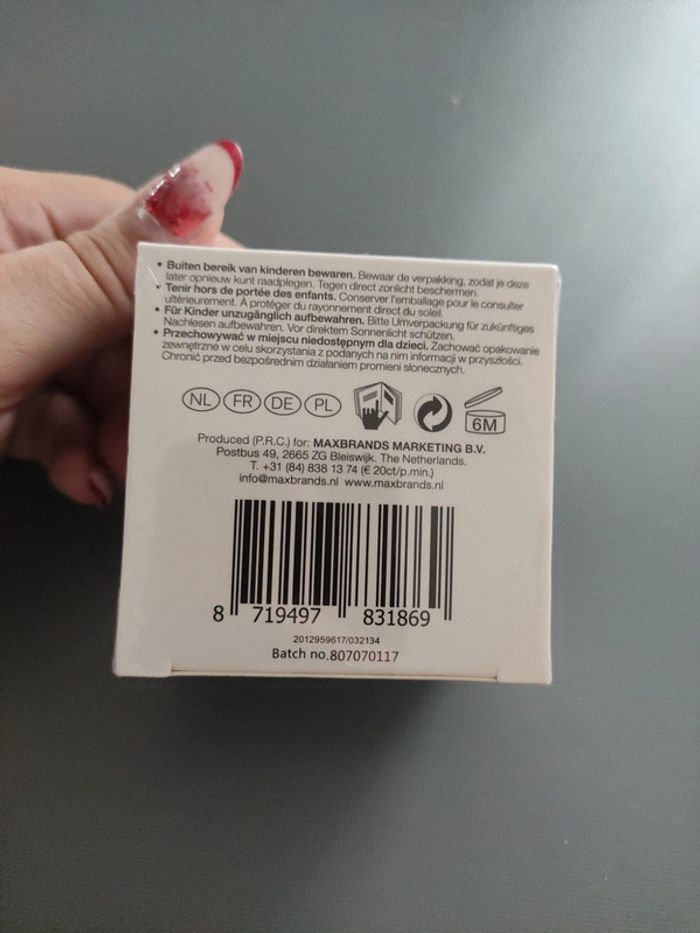 • Buiten bereik van kinderen bewaren. Bewaar de verpakking, zodat je deze
later opnieuw kunt raadplegen. Tegen direct zonlicht beschermen.
• Tenir hors de portée des enfants. Conserver l'emballage pour le consulter
ultérieurement. À protéger du rayonnement direct du soleil.
• Für Kinder unzugänglich aufbewahren. Bitte Umverpackung für zukünftiges
Nachlesen aufbewahren. Vor direktem Sonnenlicht schützen.
• Przechowywać w miejscu niedostępnym dla dzieci. Zachować opakowanie
zewnętrzne w celu skorzystania z podanych na nim informacji w przyszłości.
Chronić przed bezpośrednim działaniem promieni słonecznych.
NL FR DE PL 6M
Produced (P.R.C.) for: MAXBRANDS MARKETING B.V.
Postbus 49, 2665 ZG Bleiswijk. The Netherlands.
T. +31 (84) 838 13 74 (€ 20ct/p.min.)
info@maxbrands.nl www.maxbrands.nl
8 719497 831869
2012959617/032134
Batch no.807070117